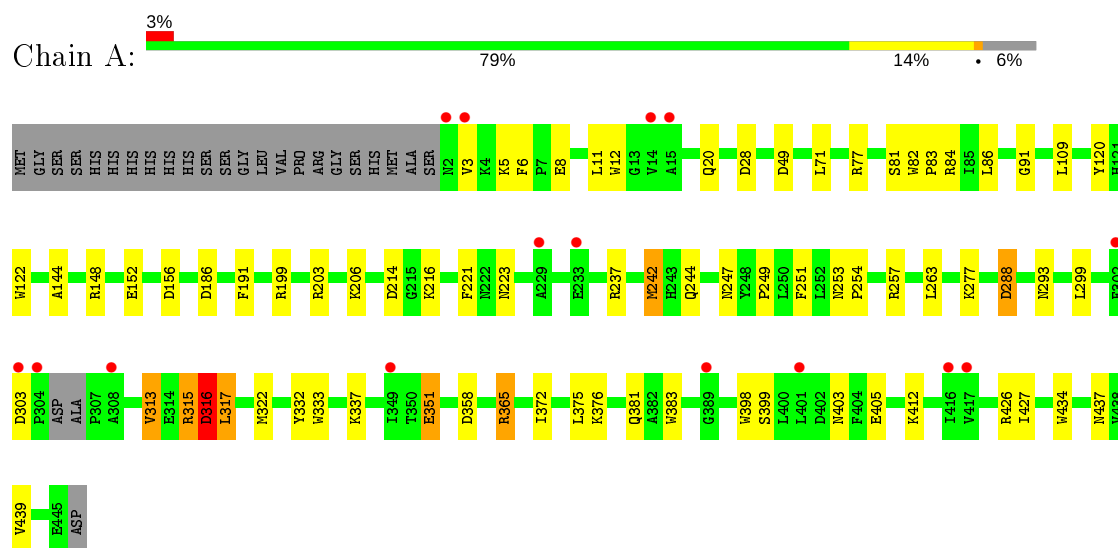 3%
Chain A:
79% 14% • 6%
MET GLY SER SER HIS HIS HIS HIS HIS HIS SER SER GLY LEU VAL PRO ARG GLY SER HIS MET ALA SER N2 V3 K4 K5 F6 P7 E8 L11 W12 G13 V14 A15 Q20 D28 D49 L71 R77 S81 W82 P83 R84 I85 L86 G91 L109 Y120 H121
W122 A144 R148 E152 D156 D186 F191 R199 R203 K206 D214 G215 K216 F221 N222 N223 A229 E233 R237 M242 H243 Q244 N247 Y248 P249 L250 F251 L252 N253 P254 R257 L263 K277 D288 N293 L299 E302
D303 P304 ASP ALA P307 A308 V313 E314 R315 D316 L317 M322 Y332 W333 K337 I349 T350 E351 D358 R365 I372 L375 K376 Q381 A382 W383 G389 W398 S399 L400 L401 D402 N403 F404 E405 K412 I416 V417 R426 I427 W434 N437 V438
V439 E445 ASP